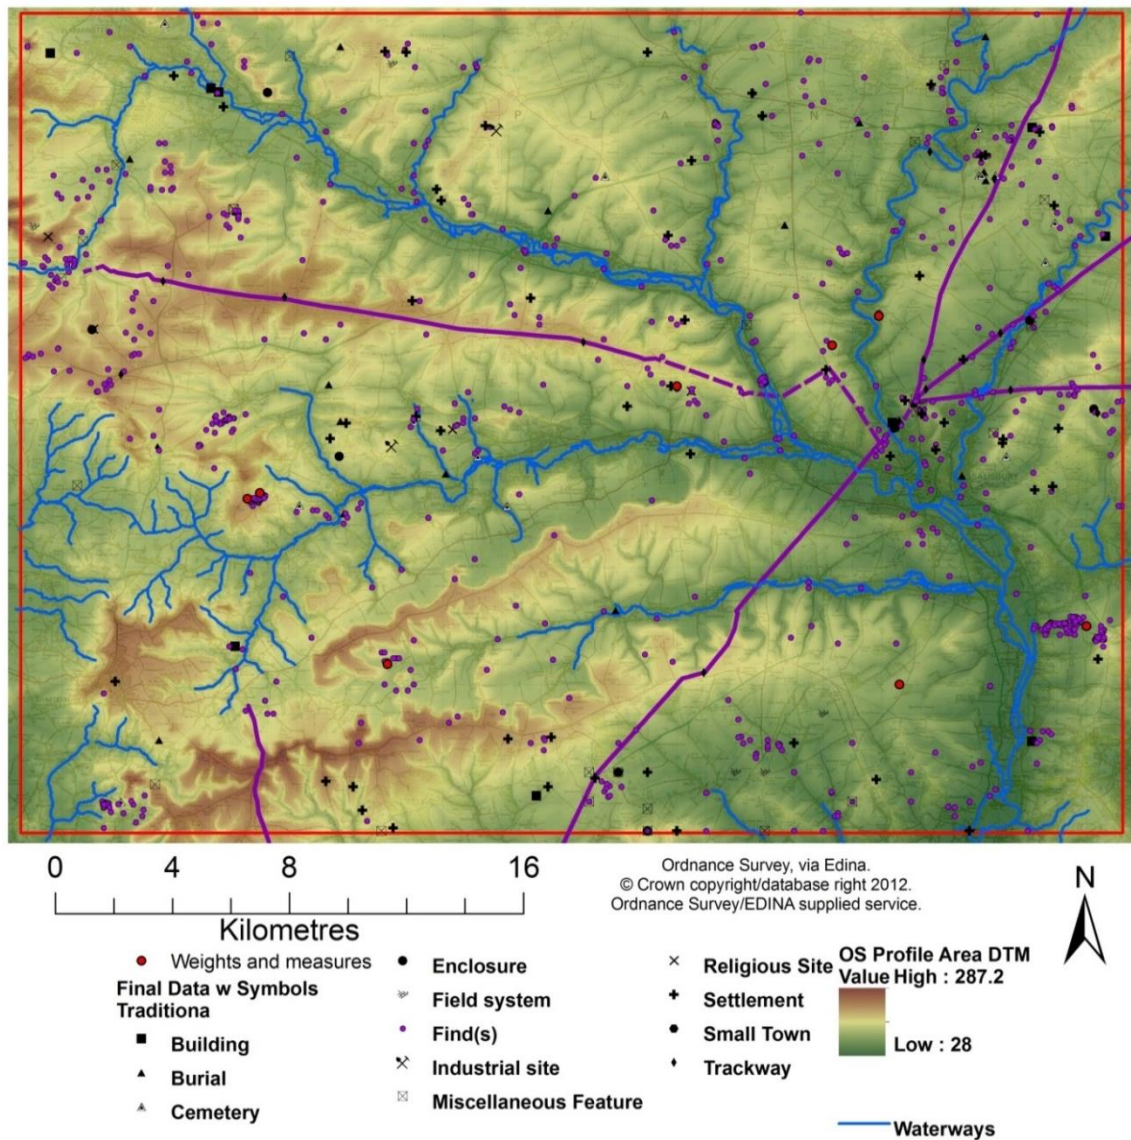 P L A N
0 4 8 16
Kilometres
Ordnance Survey, via Edina.
© Crown copyright/database right 2012.
Ordnance Survey/EDINA supplied service.
N
Weights and measures
Final Data w Symbols
Traditiona
Building
Burial
Cemetery
Enclosure
Field system
Find(s)
Industrial site
Miscellaneous Feature
Religious Site
Settlement
Small Town
Trackway
OS Profile Area DTM
Value High : 287.2
Low : 28
Waterways